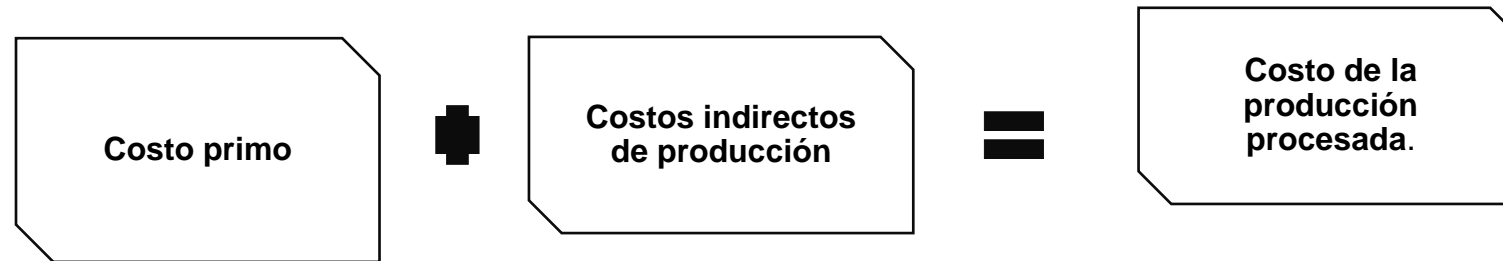 Costo primo
Costos indirectos
de producción
Costo de la
producción
procesada.